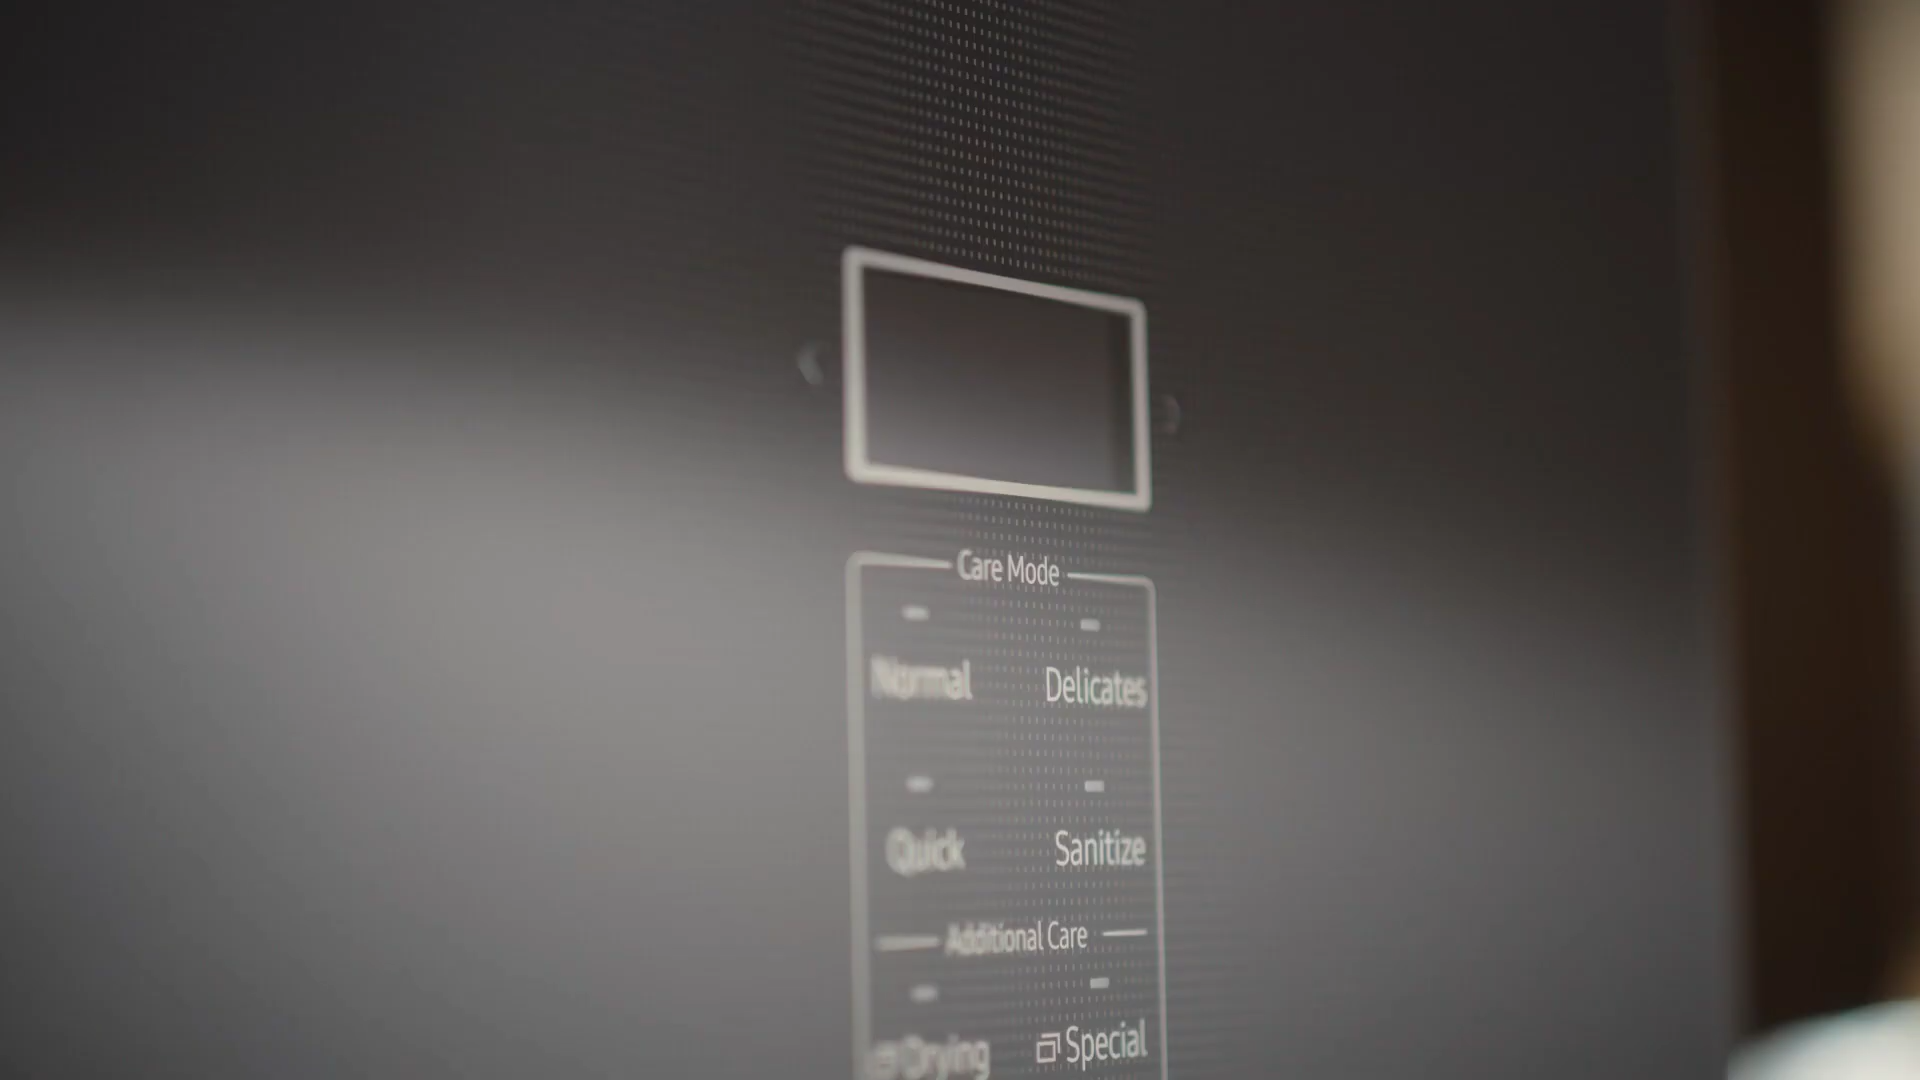 Care Mode
Normal Delicates
Quick Sanitize
Additional Care
Drying Special